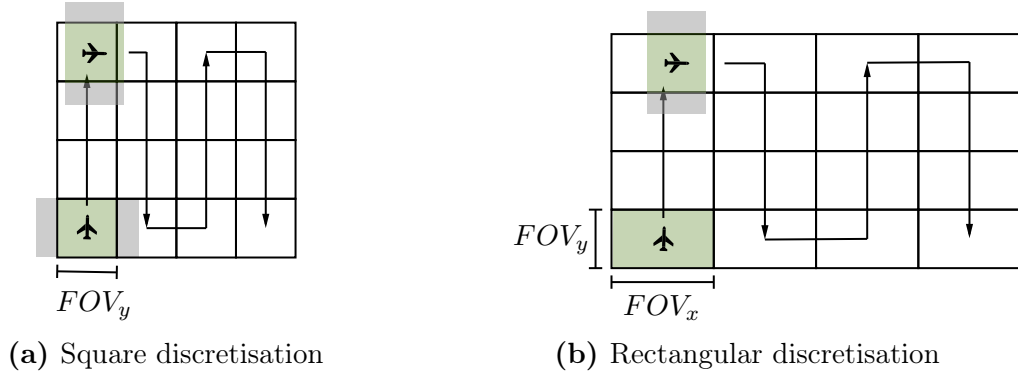 FOV_y
FOV_y
FOV_x
(a) Square discretisation
(b) Rectangular discretisation